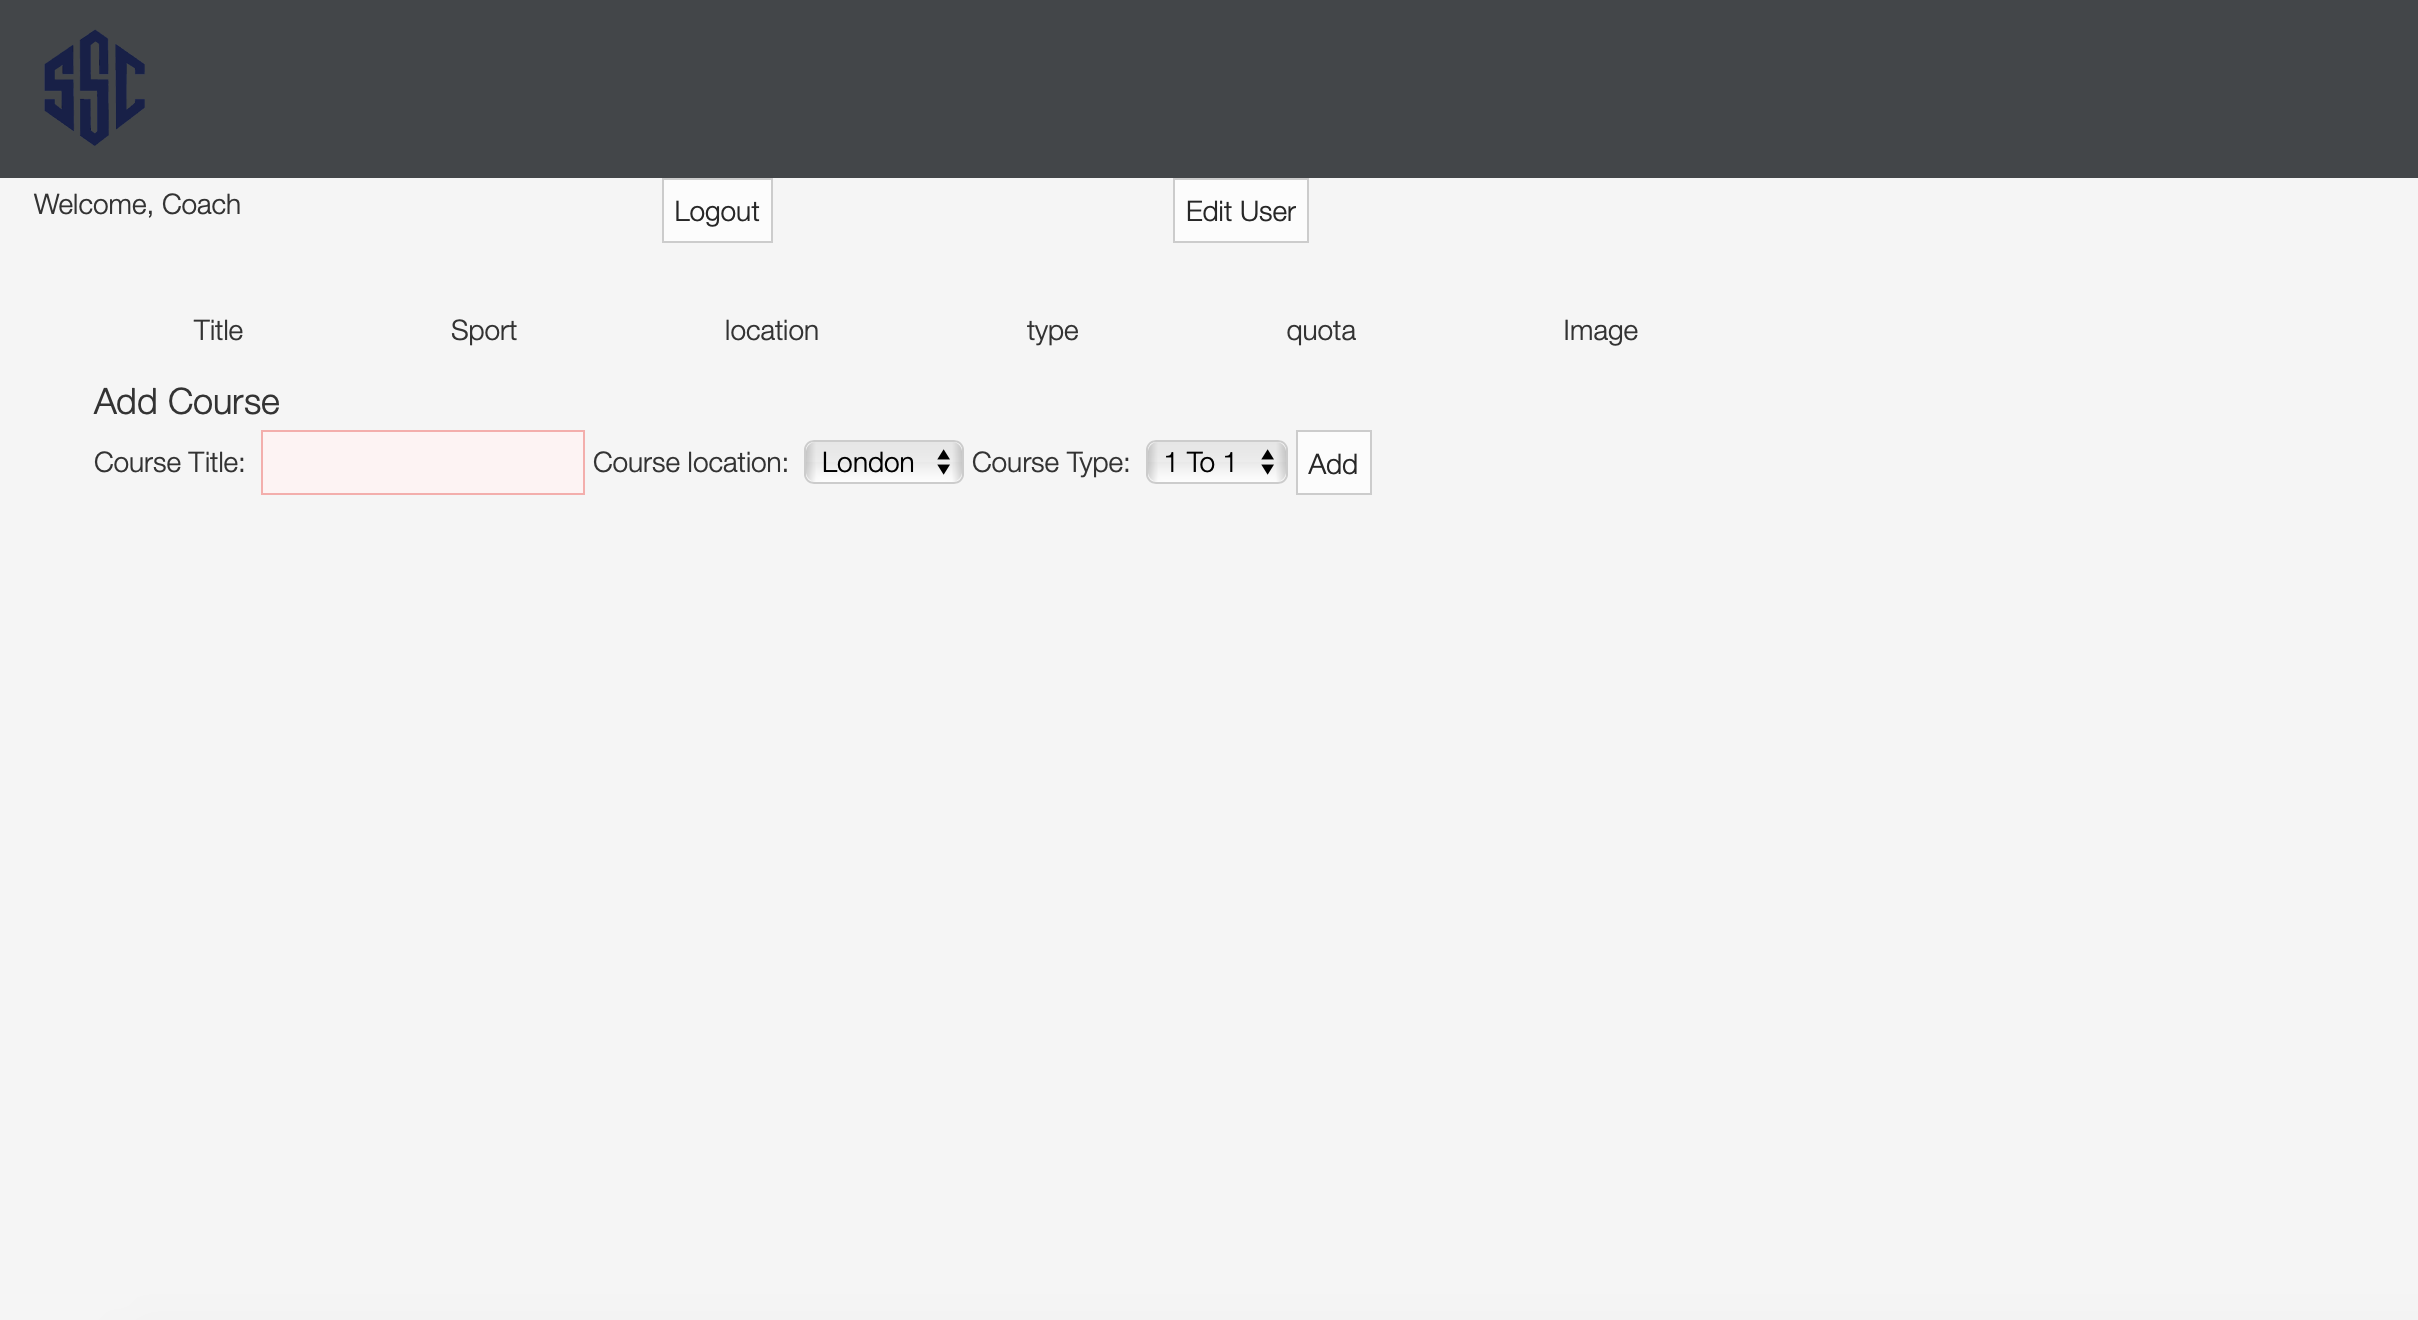 SSC
Welcome, Coach
Logout
Edit User
Title Sport location type quota Image
Add Course
Course Title: Course location: London Course Type: 1 To 1 Add